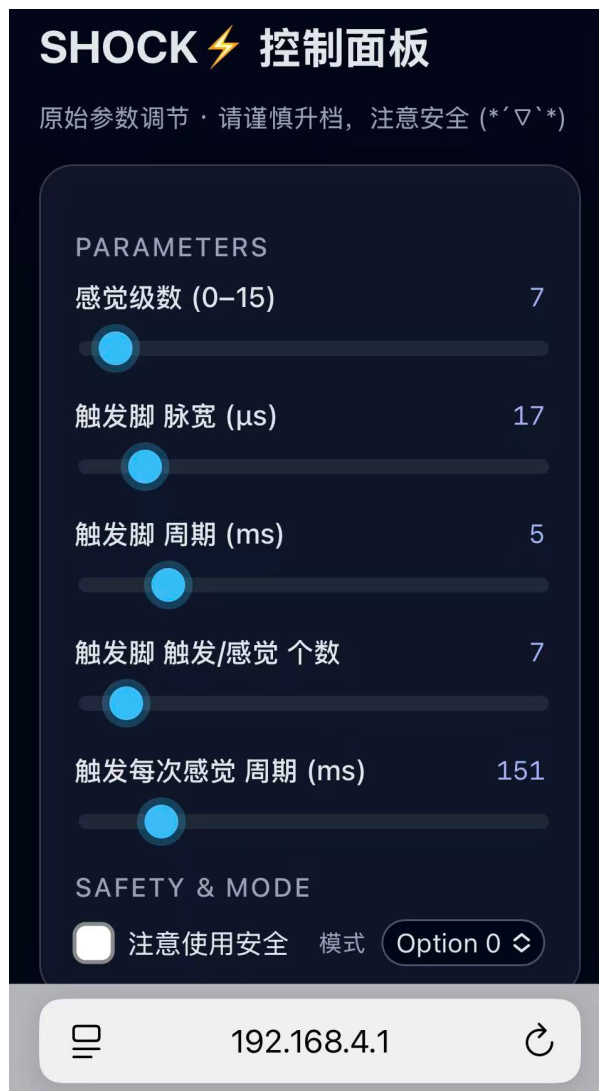 SHOCK⚡ 控制面板
原始参数调节 · 请谨慎升档，注意安全 (*´▽`*)
PARAMETERS
感觉级数 (0–15) 7
触发脚 脉宽 (µs) 17
触发脚 周期 (ms) 5
触发脚 触发/感觉 个数 7
触发每次感觉 周期 (ms) 151
SAFETY & MODE
注意使用安全 模式 Option 0
192.168.4.1